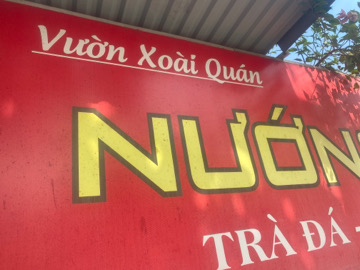 Vườn Xoài Quán
NƯỚN
TRÀ ĐÁ -